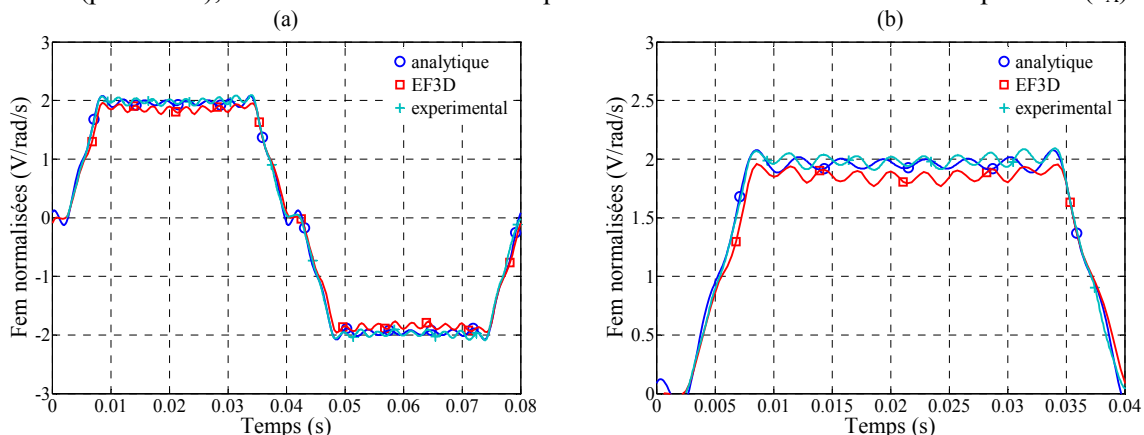 (a)
(b)
3
2
1
0
-1
-2
-3
Fem normalisées (V/rad/s)
analytique
EF3D
experimental
0 0.01 0.02 0.03 0.04 0.05 0.06 0.07 0.08
Temps (s)
3
2.5
2
1.5
1
0.5
0
Fem normalisées (V/rad/s)
analytique
EF3D
experimental
0 0.005 0.01 0.015 0.02 0.025 0.03 0.035 0.04
Temps (s)